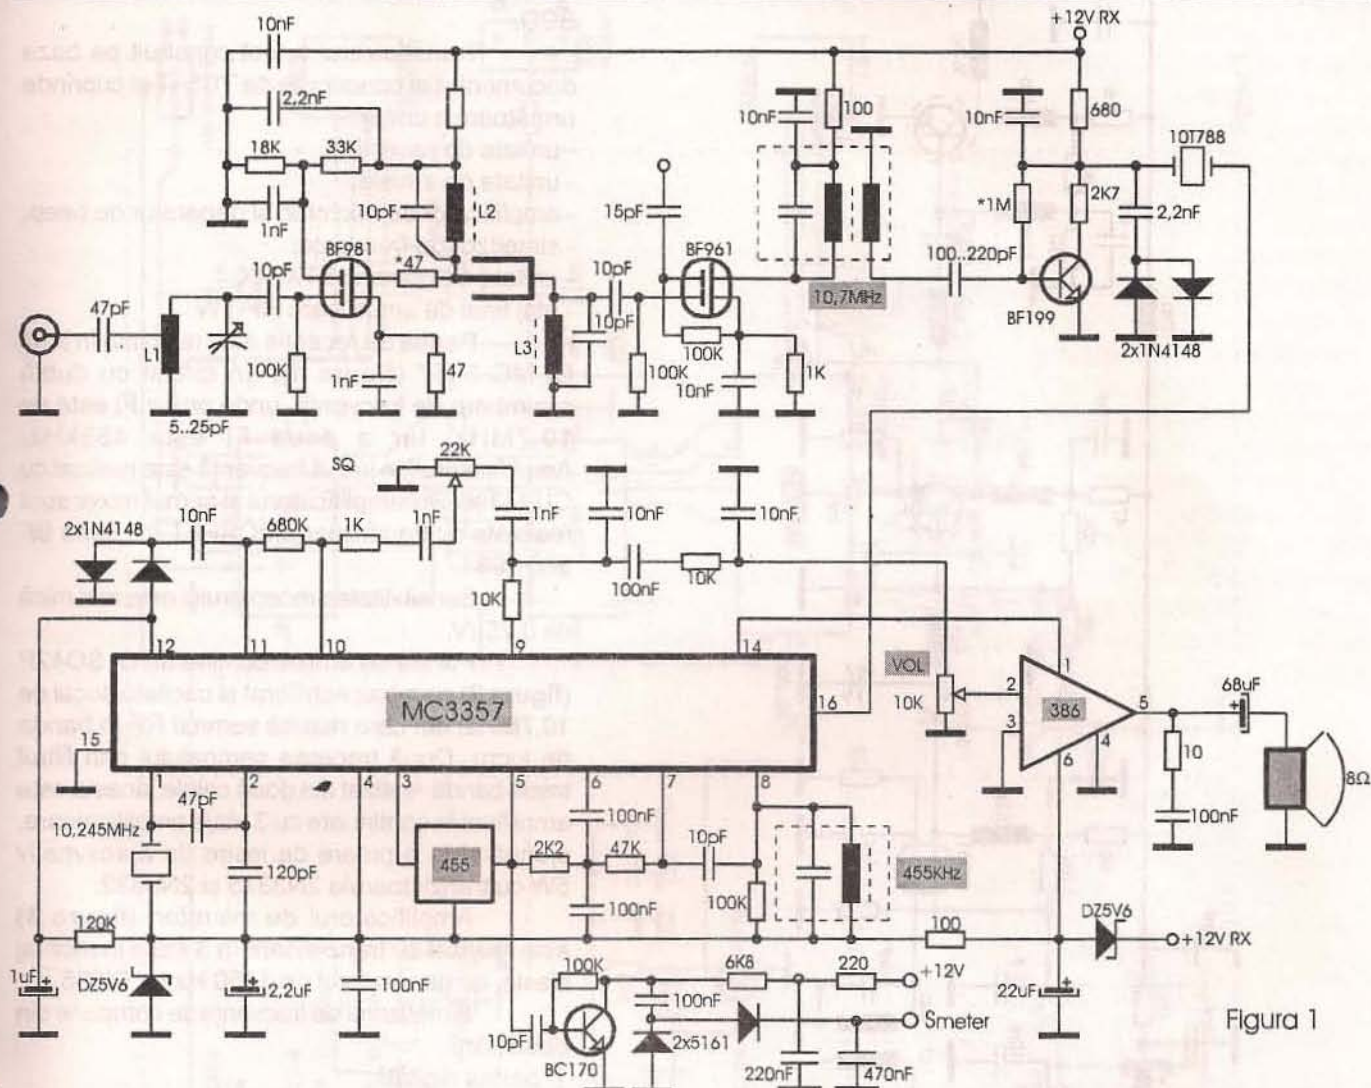 +12V RX
10nF
2,2nF
18K
33K
1nF
10pF
L2
BF981
*47
10pF
47pF
L1
100K
5..25pF
1nF
47
L3
10pF
10pF
15pF
BF961
100K
100K
10nF
1K
10nF
100
10,7MHz
10nF
680
10T788
*1M
2K7
2,2nF
100..220pF
BF199
2x1N4148
SQ
22K
2x1N4148
10nF
680K
1K
1nF
1nF
10nF
10nF
100nF
10K
10K
12
11
10
9
14
MC3357
16
15
1
2
4
3
5
6
7
8
VOL
10K
2
3
386
1
5
4
6
68uF
+
10
100nF
8Ω
47pF
10,245MHz
120pF
455
2K2
100nF
47K
100nF
10pF
100K
455KHz
120K
1uF
+
DZ5V6
+
2,2uF
100nF
100
DZ5V6
+12V RX
22uF
+
100K
10pF
BC170
100nF
2x5161
6K8
220
+12V
Smeter
220nF
470nF
Figura 1